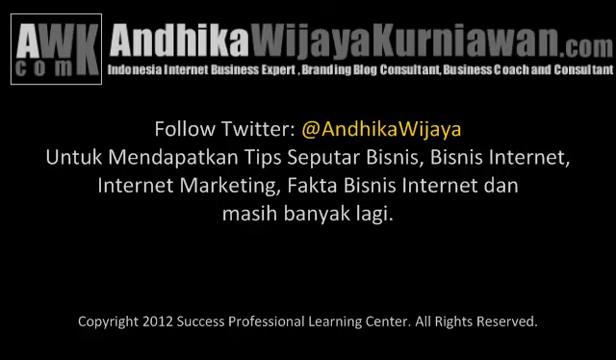 AWK
com
AndhikaWijayaKurniawan.com
Indonesia Internet Business Expert , Branding Blog Consultant, Business Coach and Consultant
Follow Twitter: @AndhikaWijaya
Untuk Mendapatkan Tips Seputar Bisnis, Bisnis Internet,
Internet Marketing, Fakta Bisnis Internet dan
masih banyak lagi.
Copyright 2012 Success Professional Learning Center. All Rights Reserved.